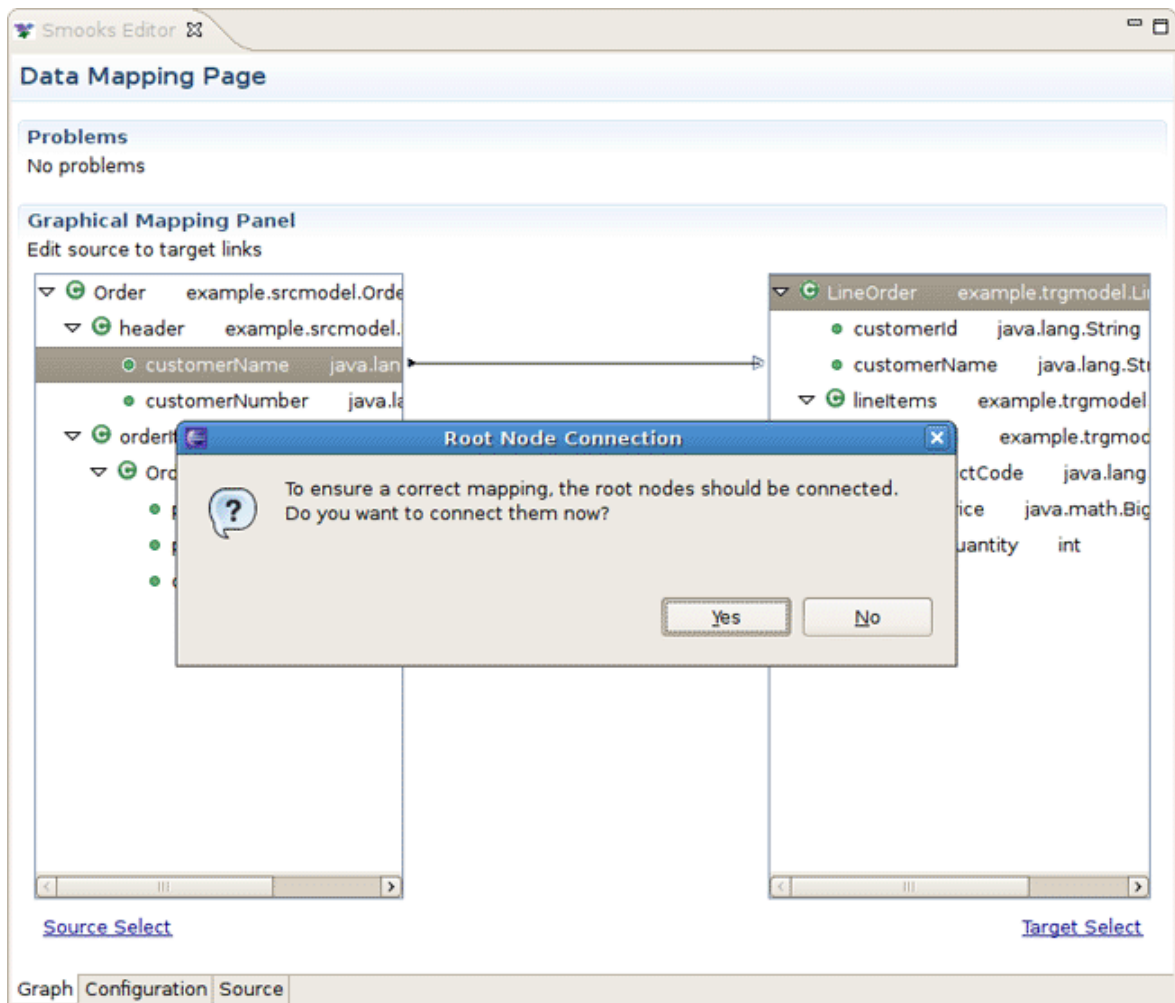 Smooks Editor
Data Mapping Page
Problems
No problems
Graphical Mapping Panel
Edit source to target links
Order example.srcmodel.Orde
header example.srcmodel.
customerName java.lan
customerNumber java.la
orderI
Ord
LineOrder example.trgmodel.Li
customerId java.lang.String
customerName java.lang.St
lineItems example.trgmodel
example.trgmod
ctCode java.lang
ice java.math.Big
uantity int
Root Node Connection
To ensure a correct mapping, the root nodes should be connected.
Do you want to connect them now?
Yes No
Source Select Target Select
Graph Configuration Source